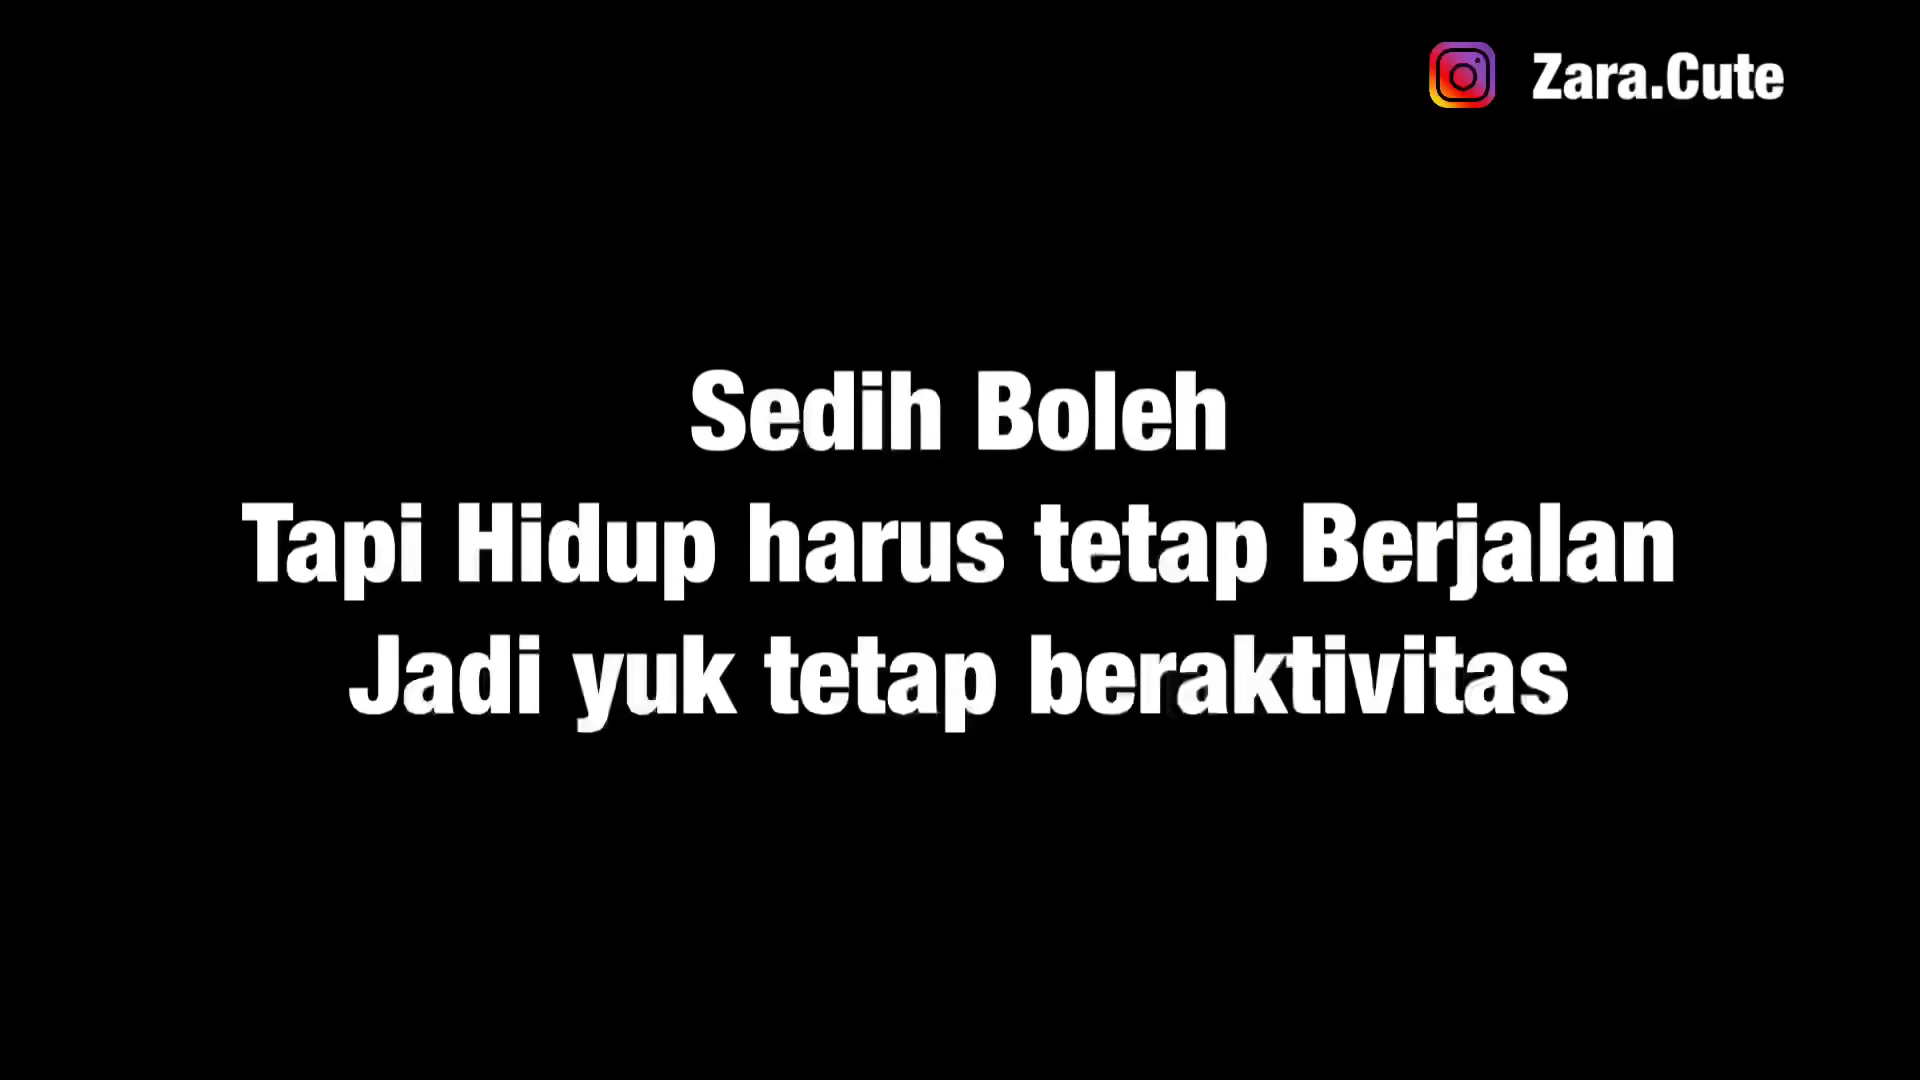 Zara.Cute
Sedih Boleh
Tapi Hidup harus tetap Berjalan
Jadi yuk tetap beraktivitas